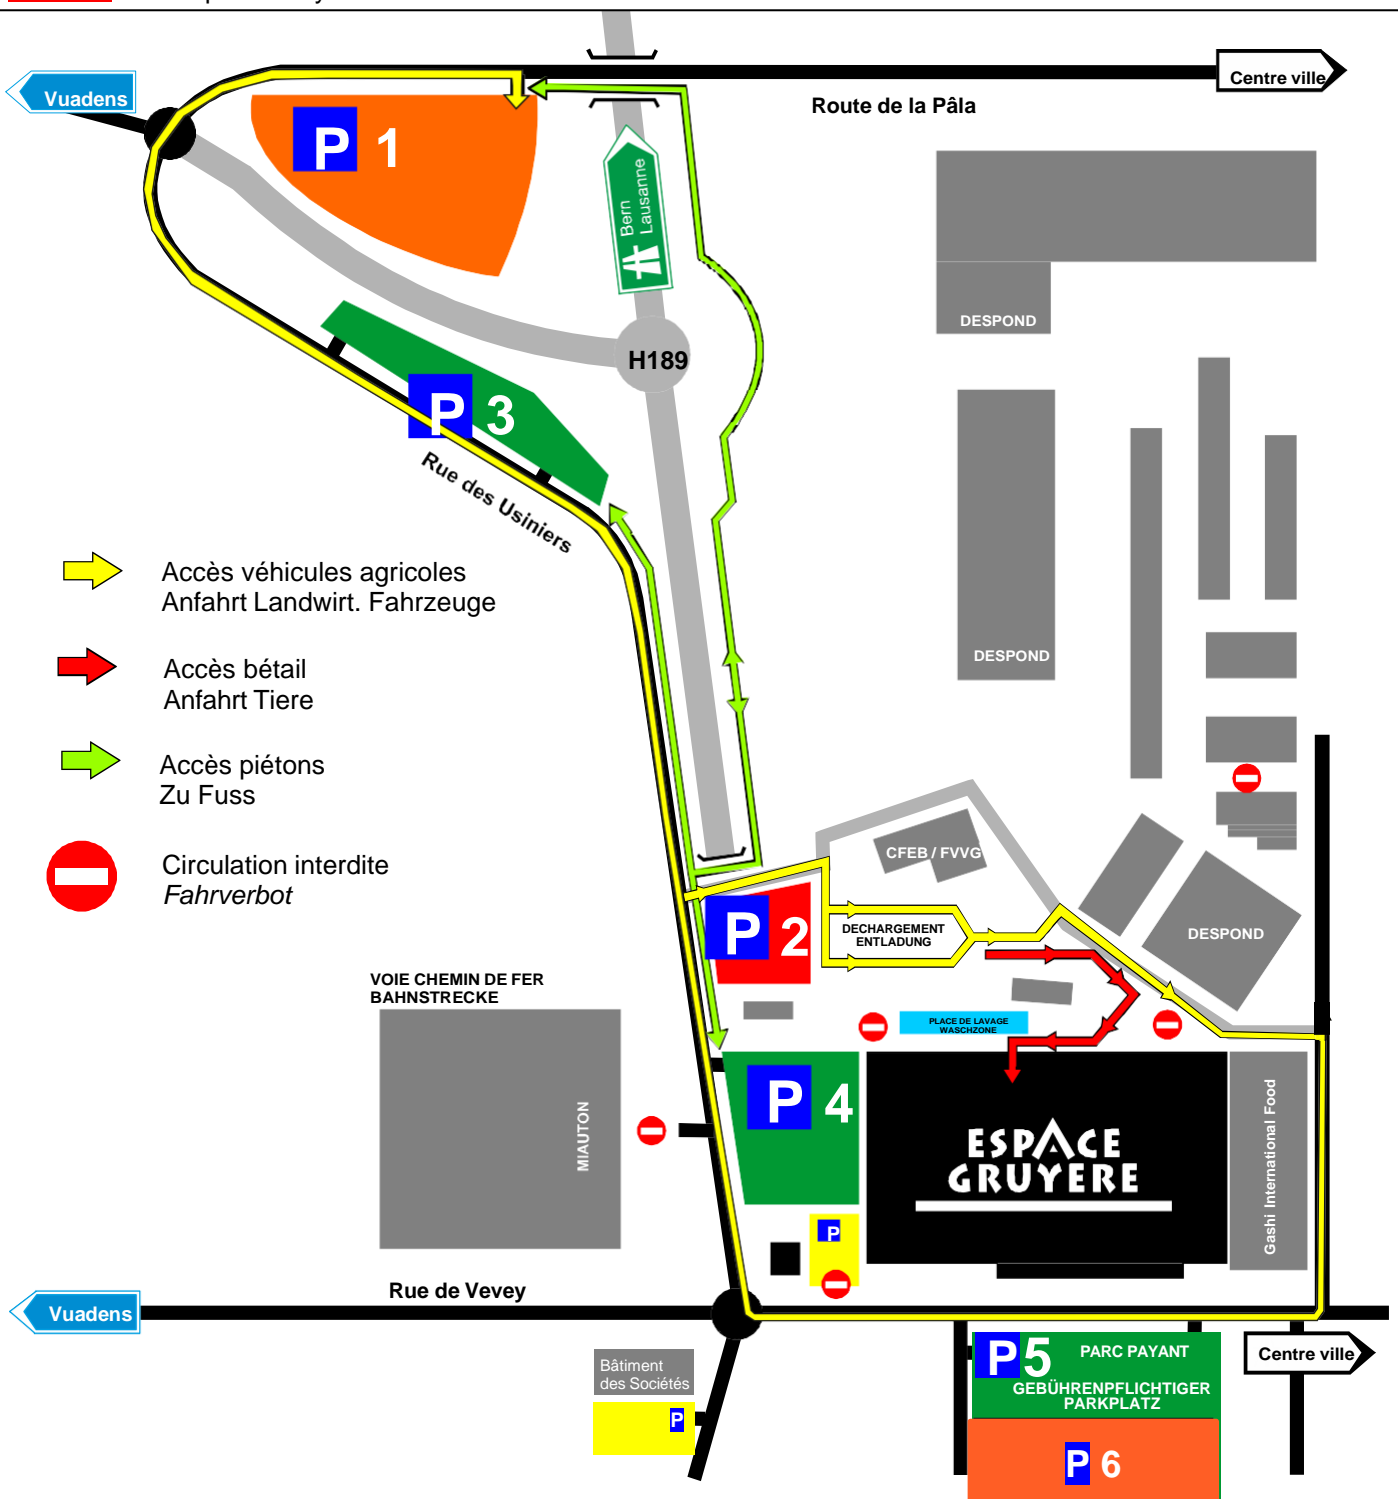 Centre ville
Vuadens
Route de la Pâla
P 1
Bern
Lausanne
DESPOND
H189
P 3
Rue des Usiniers
Accès véhicules agricoles
Anfahrt Landwirt. Fahrzeuge
DESPOND
Accès bétail
Anfahrt Tiere
Accès piétons
Zu Fuss
CFEB / FVVG
Circulation interdite
Fahrverbot
P 2
DECHARGEMENT
ENTLADUNG
DESPOND
VOIE CHEMIN DE FER
BAHNSTRECKE
PLACE DE LAVAGE
WASCHZONE
P 4
MIAUTON
ESPACE
GRUYERE
Gashi International Food
P
Rue de Vevey
Vuadens
P 5
PARC PAYANT
Centre ville
GEBÜHRENPFLICHTIGER
PARKPLATZ
Bâtiment
des Sociétés
P
P 6